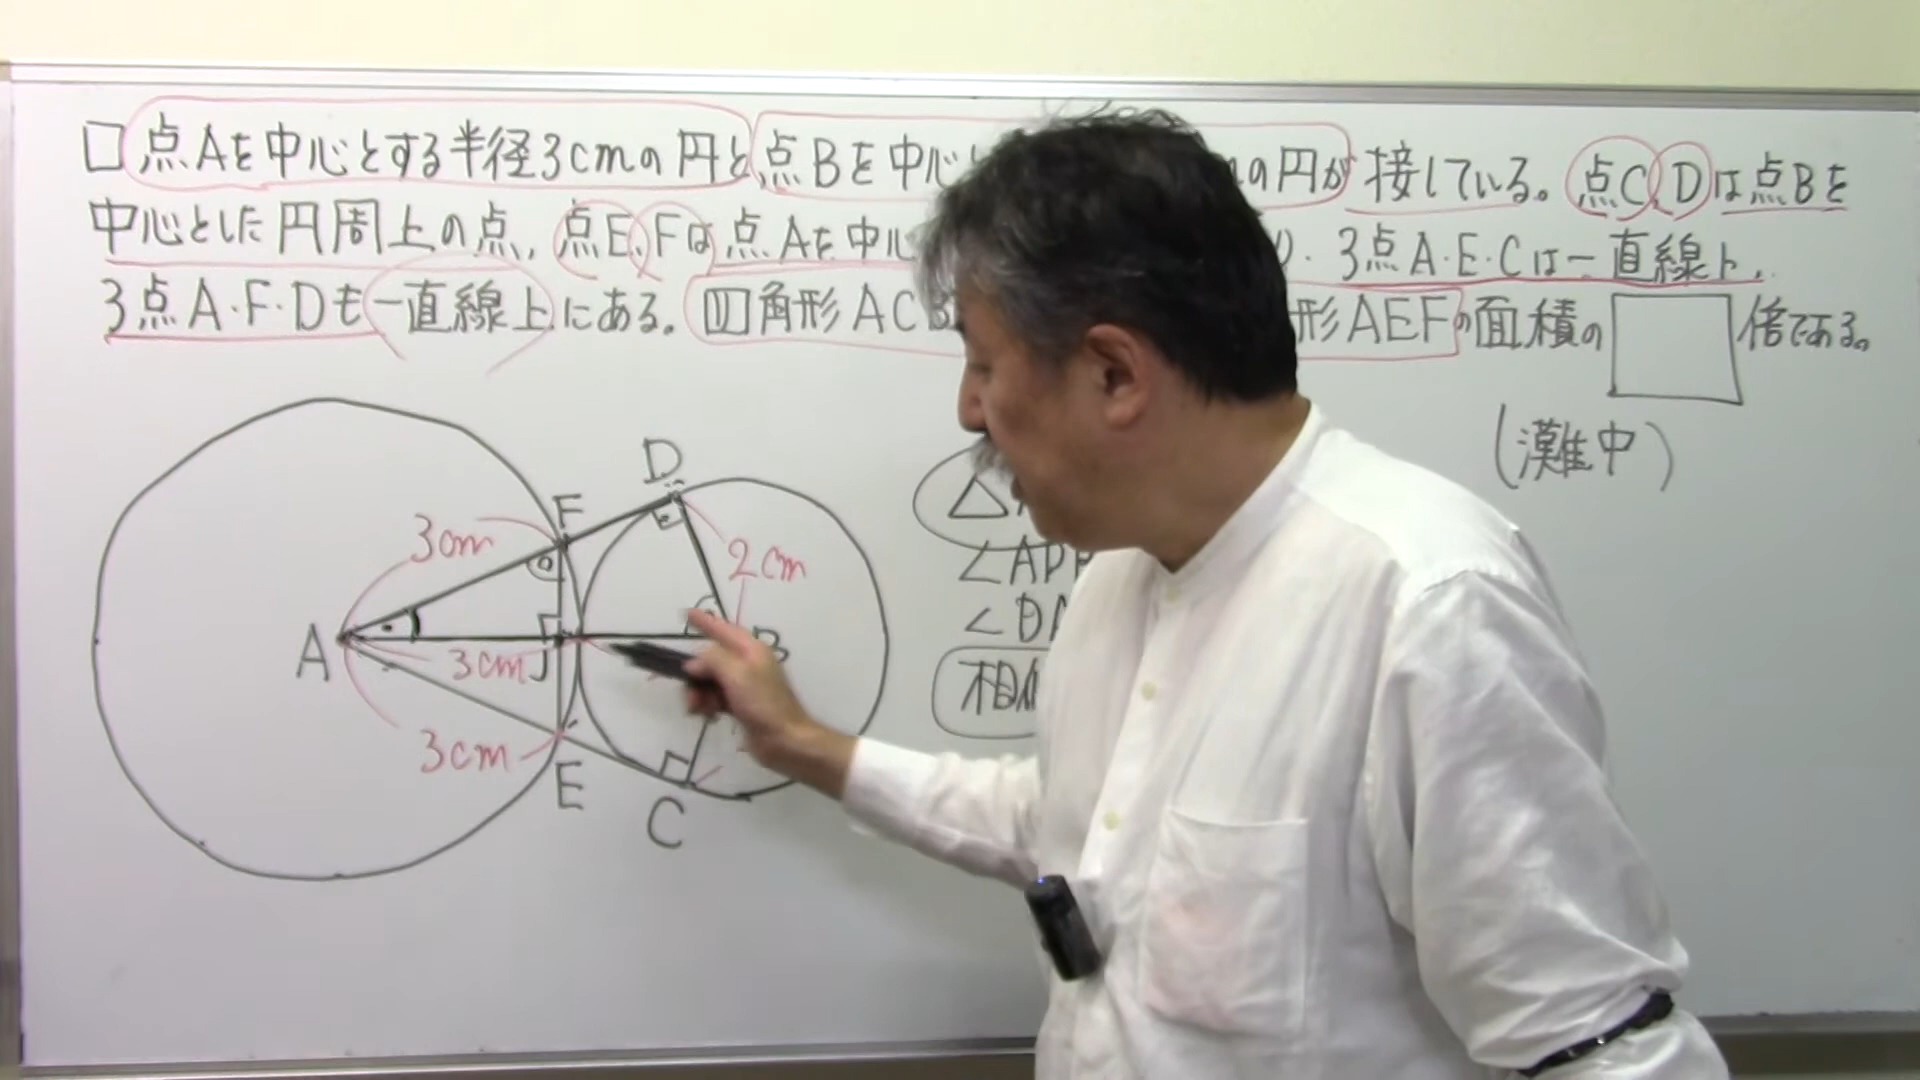 □点Aを中心とする半径3cmの円と点Bを中心 の円が接している。点C、Dは点Bを
中心とした円周上の点,点E、Fは点Aを中心 3点A・E・Cは一直線上,
3点A・F・Dも一直線上にある。四角形ACB 形AEFの面積の□倍である。
(灘中)
D
F
3cm
2cm
A
3cm
B
3cm
E
C
△
∠AD
∠DA
相似